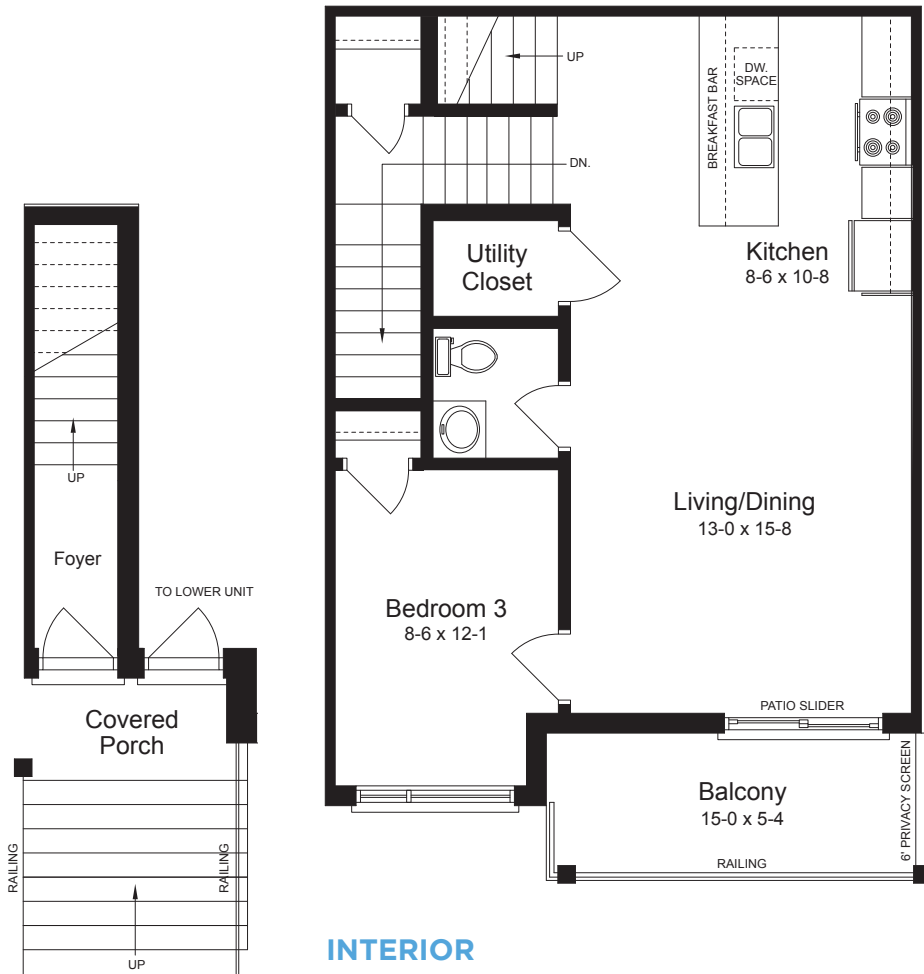 UP
DN.
BREAKFAST BAR
DW.
SPACE
Kitchen
8-6 x 10-8
Utility
Closet
Living/Dining
13-0 x 15-8
Bedroom 3
8-6 x 12-1
PATIO SLIDER
Balcony
15-0 x 5-4
6' PRIVACY SCREEN
RAILING
UP
Foyer
TO LOWER UNIT
Covered
Porch
RAILING
RAILING
UP
INTERIOR